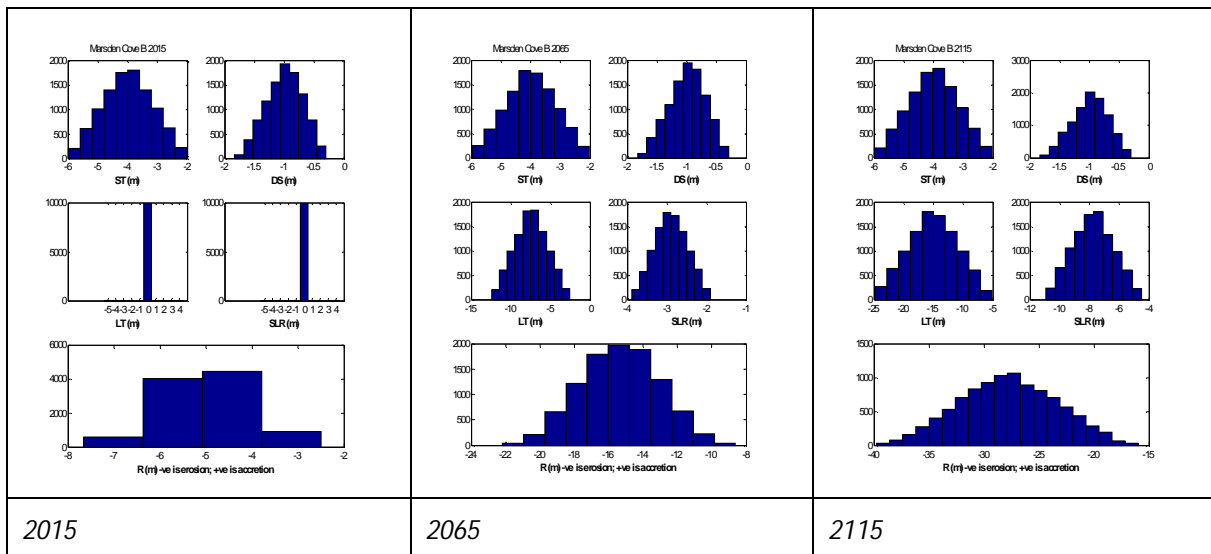 Marsden Cove B 2015
2000 2000
1500 1500
1000 1000
500 500
0 0
-6 -5 -4 -3 -2 -2 -1.5 -1 -0.5 0
ST (m) DS (m)
10000 10000
5000 5000
0 0
-5-4-3-2-1 0 1 2 3 4 -5-4-3-2-1 0 1 2 3 4
LT (m) SLR (m)
6000
4000
2000
0
-8 -7 -6 -5 -4 -3 -2
R (m) -ve is erosion; +ve is accretion
2015
Marsden Cove B 2065
2000 2000
1500 1500
1000 1000
500 500
0 0
-6 -5 -4 -3 -2 -2 -1.5 -1 -0.5 0
ST (m) DS (m)
2000 2000
1500 1500
1000 1000
500 500
0 0
-15 -10 -5 0 -4 -3 -2 -1
LT (m) SLR (m)
2000
1500
1000
500
0
-24 -22 -20 -18 -16 -14 -12 -10 -8
R (m) -ve is erosion; +ve is accretion
2065
Marsden Cove B 2115
2000 3000
1500 2000
1000 1000
500
0 0
-6 -5 -4 -3 -2 -2 -1.5 -1 -0.5 0
ST (m) DS (m)
2000 2000
1500 1500
1000 1000
500 500
0 0
-25 -20 -15 -10 -5 -12 -10 -8 -6 -4
LT (m) SLR (m)
1500
1000
500
0
-40 -35 -30 -25 -20 -15
R (m) -ve is erosion; +ve is accretion
2115